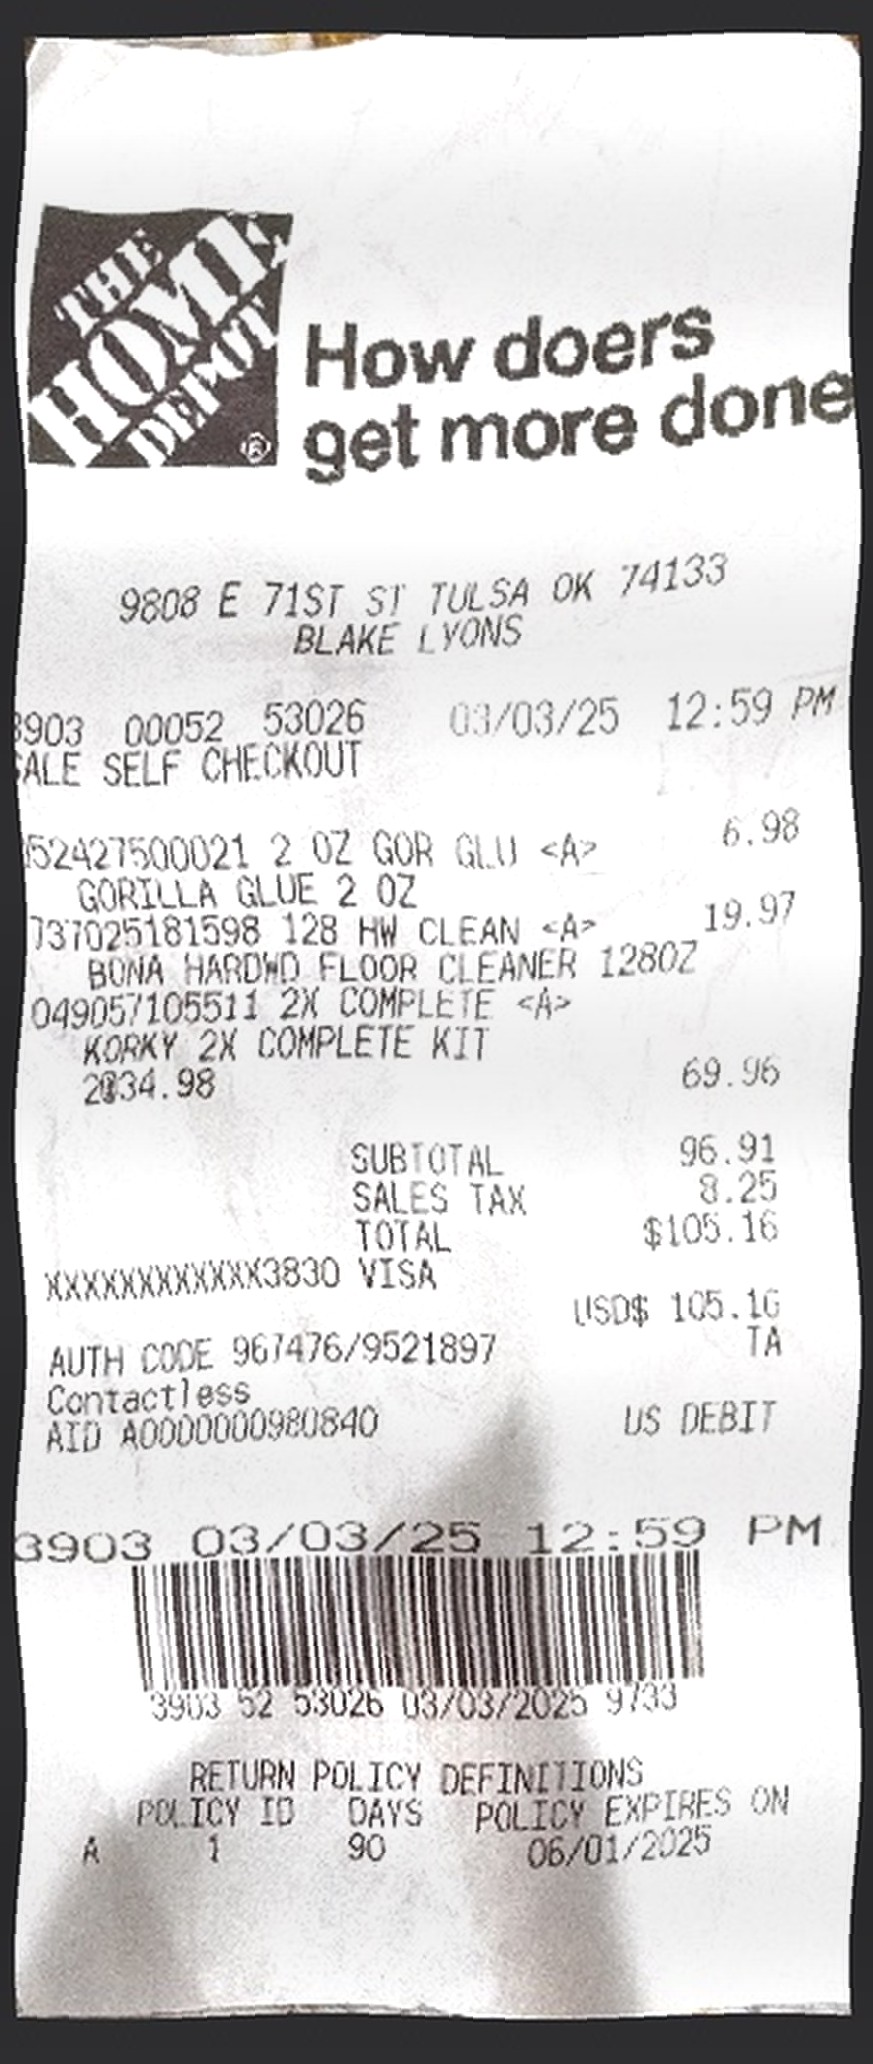 THE
HOME
DEPOT
®
How doers
get more done
9808 E 71ST ST TULSA OK 74133
BLAKE LYONS
3903 00052 53026 03/03/25 12:59 PM
SALE SELF CHECKOUT
052427500021 2 OZ GOR GLU <A> 6.98
GORILLA GLUE 2 OZ
737025181598 128 HW CLEAN <A> 19.97
BONA HARDWD FLOOR CLEANER 128OZ
049057105511 2X COMPLETE <A>
KORKY 2X COMPLETE KIT
2@34.98 69.96
SUBTOTAL 96.91
SALES TAX 8.25
TOTAL $105.16
XXXXXXXXXXXX3830 VISA
USD$ 105.16
AUTH CODE 967476/9521897 TA
Contactless
AID A0000000980840 US DEBIT
3903 03/03/25 12:59 PM
3903 52 53026 03/03/2025 9733
RETURN POLICY DEFINITIONS
POLICY ID DAYS POLICY EXPIRES ON
A 1 90 06/01/2025